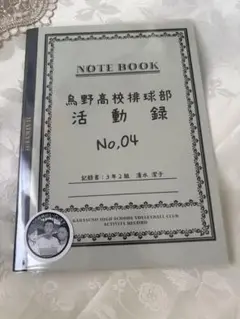 NOTE BOOK
烏野高校排球部
活動録
No,04
記録者：3年2組 清水 潔子
KARASUNO HIGH SCHOOL VOLLEYBALL CLUB
ACTIVITY RECORD